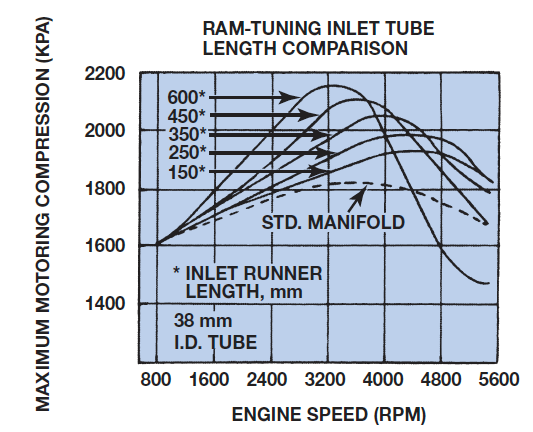 RAM-TUNING INLET TUBE
LENGTH COMPARISON
MAXIMUM MOTORING COMPRESSION (KPA)
2200
2000
1800
1600
1400
600*
450*
350*
250*
150*
STD. MANIFOLD
* INLET RUNNER
LENGTH, mm
38 mm
I.D. TUBE
800 1600 2400 3200 4000 4800 5600
ENGINE SPEED (RPM)